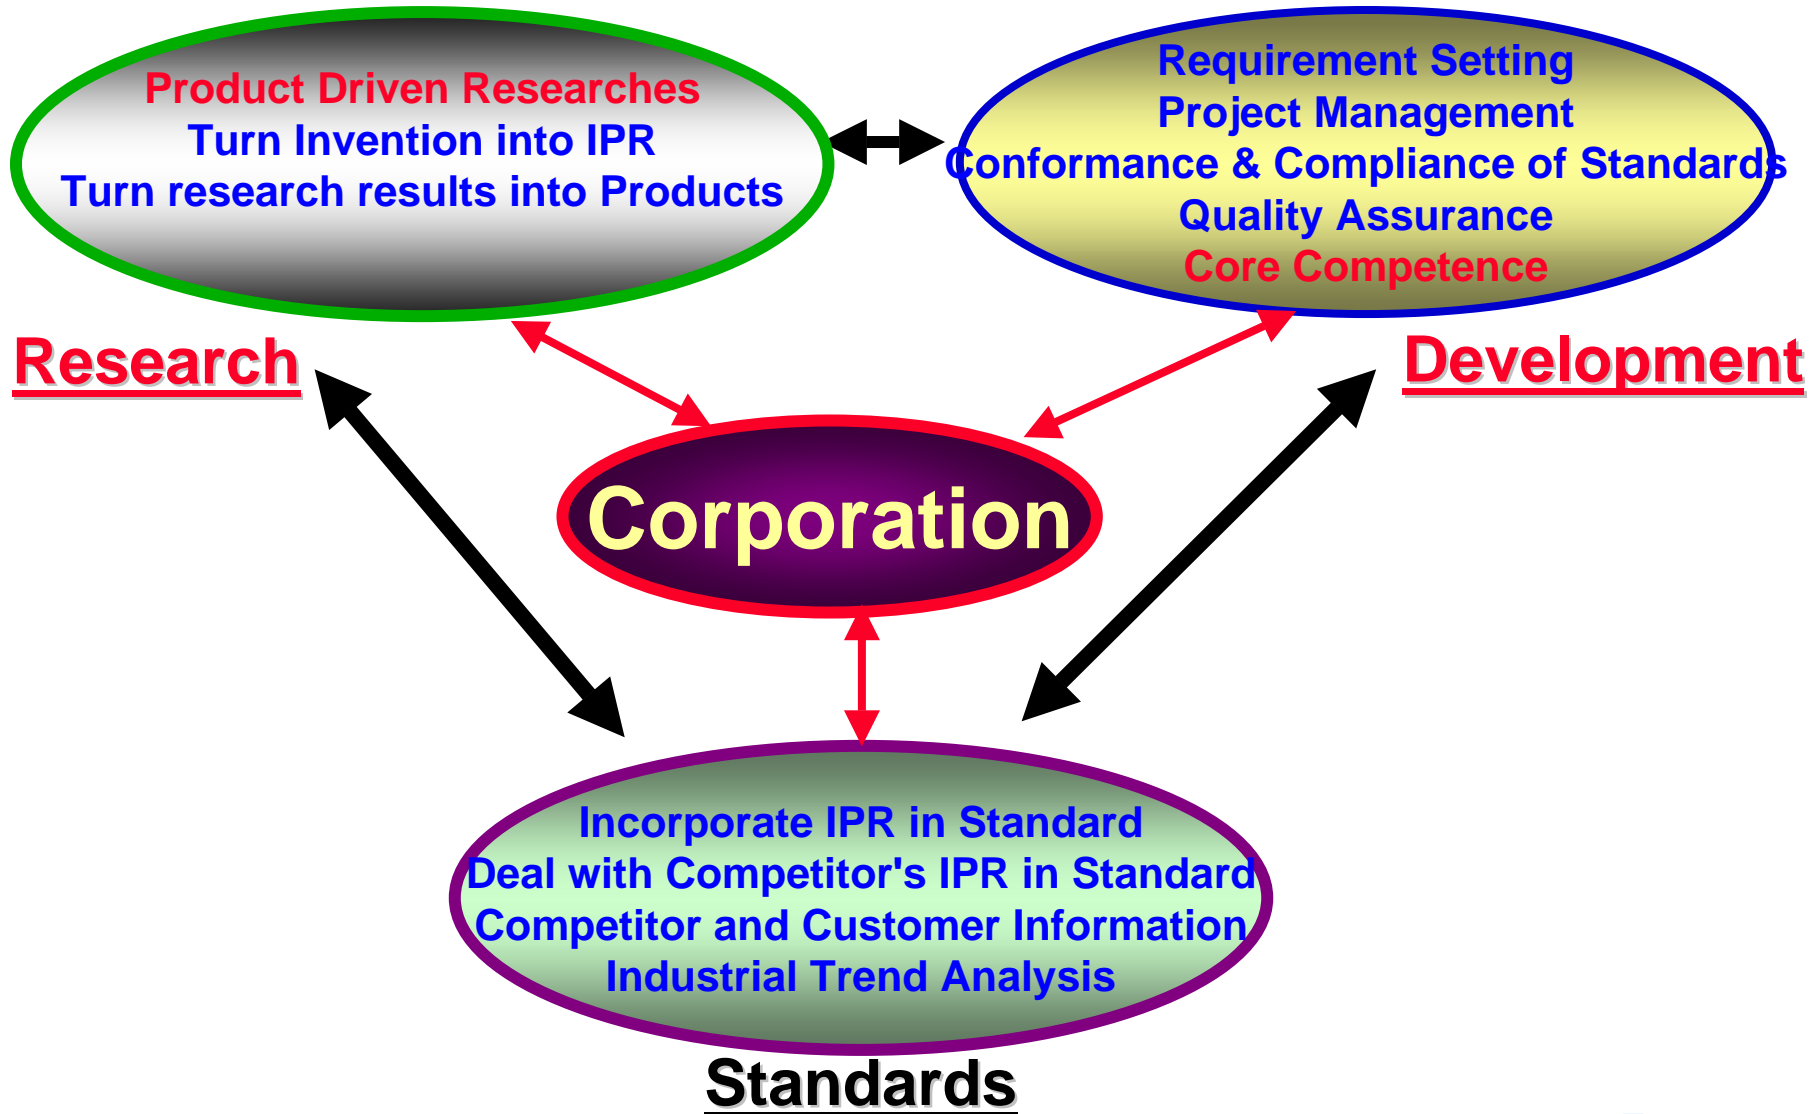 Product Driven Researches
Turn Invention into IPR
Turn research results into Products
Requirement Setting
Project Management
Conformance & Compliance of Standards
Quality Assurance
Core Competence
Research
Development
Corporation
Incorporate IPR in Standard
Deal with Competitor's IPR in Standard
Competitor and Customer Information
Industrial Trend Analysis
Standards